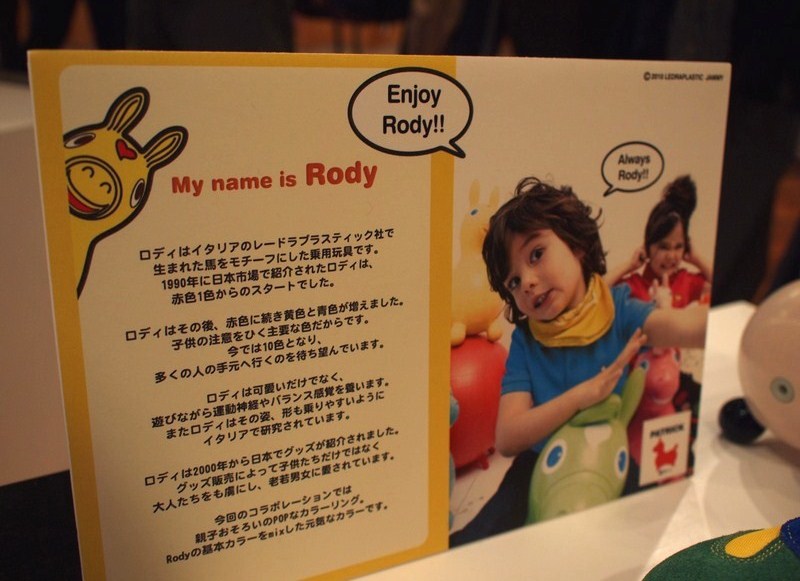 ©2010 LEDRAPLASTIC JAMMY
Enjoy
Rody!!
Always
Rody!!
My name is Rody
ロディはイタリアのレードラプラスティック社で
生まれた馬をモチーフにした乗用玩具です。
1990年に日本市場で紹介されたロディは、
赤色1色からのスタートでした。
ロディはその後、赤色に続き黄色と青色が増えました。
子供の注意をひく主要な色だからです。
今では10色となり、
多くの人の手元へ行くのを待ち望んでいます。
ロディは可愛いだけでなく、
遊びながら運動神経やバランス感覚を養います。
またロディはその姿、形も乗りやすいように
イタリアで研究されています。
ロディは2000年から日本でグッズが紹介されました。
グッズ販売によって子供たちだけではなく
大人たちをも虜にし、老若男女に愛されています。
今回のコラボレーションでは
親子おそろいのPOPなカラーリング。
Rodyの基本カラーをmixした元気なカラーです。
PATRICK